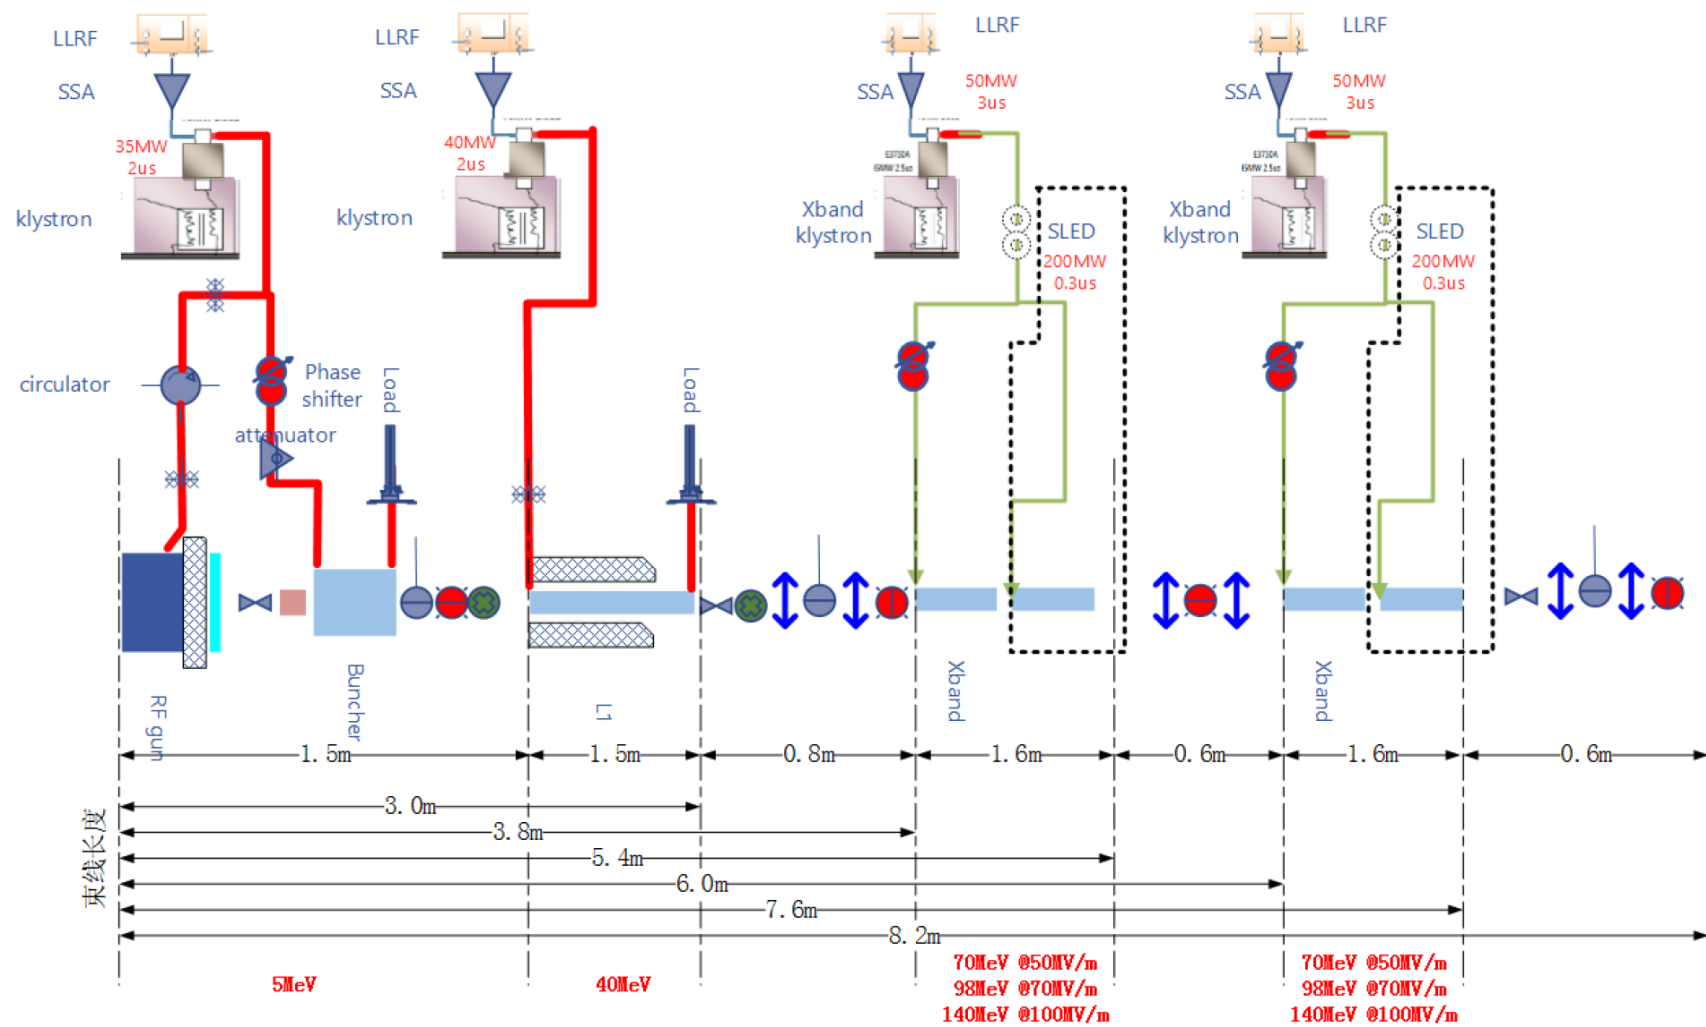 LLRF
LLRF
LLRF
LLRF
SSA
SSA
SSA
SSA
50MW
3us
50MW
3us
35MW
2us
40MW
2us
E3730A
E3730A
klystron
klystron
Xband
klystron
Xband
klystron
SLED
200MW
0.3us
SLED
200MW
0.3us
circulator
Phase
shifter
attenuator
Load
Load
RF gun
Buncher
L1
Xband
Xband
1.5m
1.5m
0.8m
1.6m
0.6m
1.6m
0.6m
束线长度
3.0m
3.8m
5.4m
6.0m
7.6m
8.2m
5MeV
40MeV
70MeV @50MV/m
98MeV @70MV/m
140MeV @100MV/m
70MeV @50MV/m
98MeV @70MV/m
140MeV @100MV/m